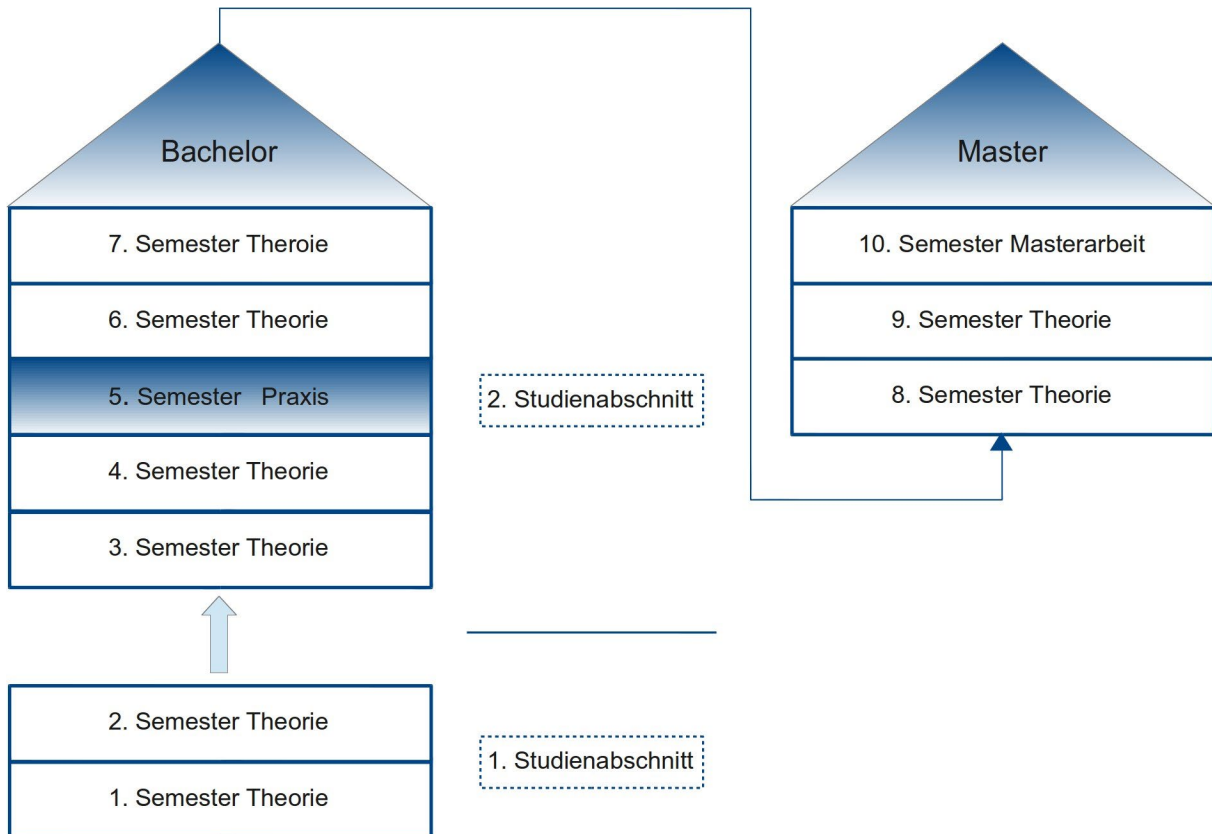 Bachelor
7. Semester Theroie
6. Semester Theorie
5. Semester Praxis
4. Semester Theorie
3. Semester Theorie
2. Semester Theorie
1. Semester Theorie
2. Studienabschnitt
1. Studienabschnitt
Master
10. Semester Masterarbeit
9. Semester Theorie
8. Semester Theorie